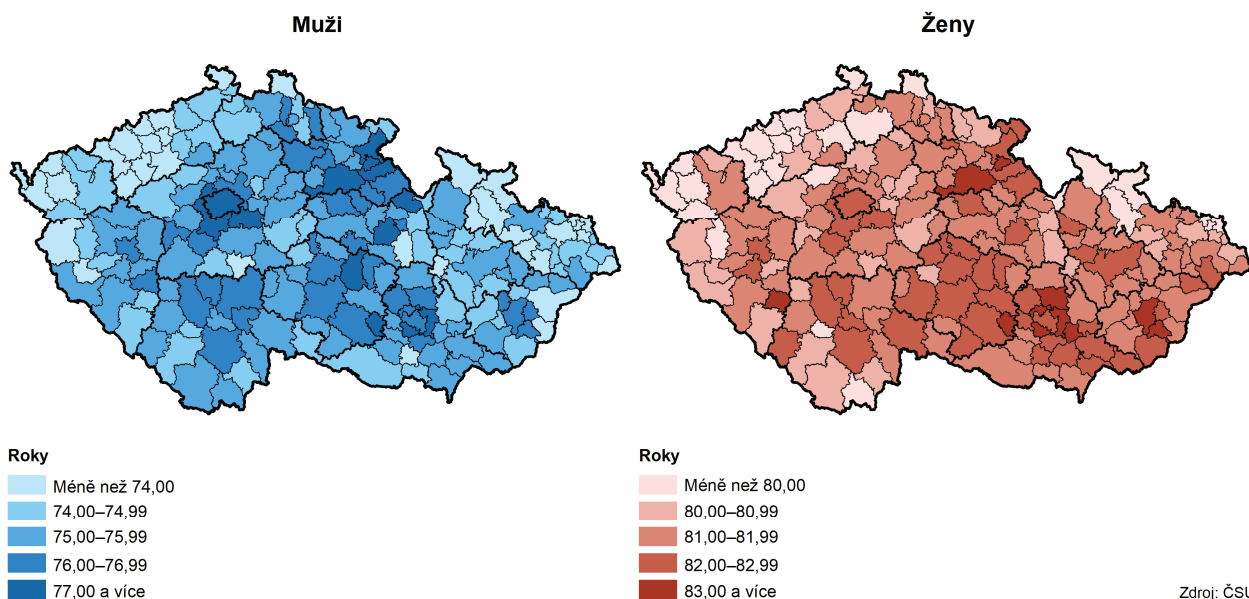 Muži
Ženy
Roky
Méně než 74,00
74,00–74,99
75,00–75,99
76,00–76,99
77,00 a více
Roky
Méně než 80,00
80,00–80,99
81,00–81,99
82,00–82,99
83,00 a více
Zdroj: ČSÚ